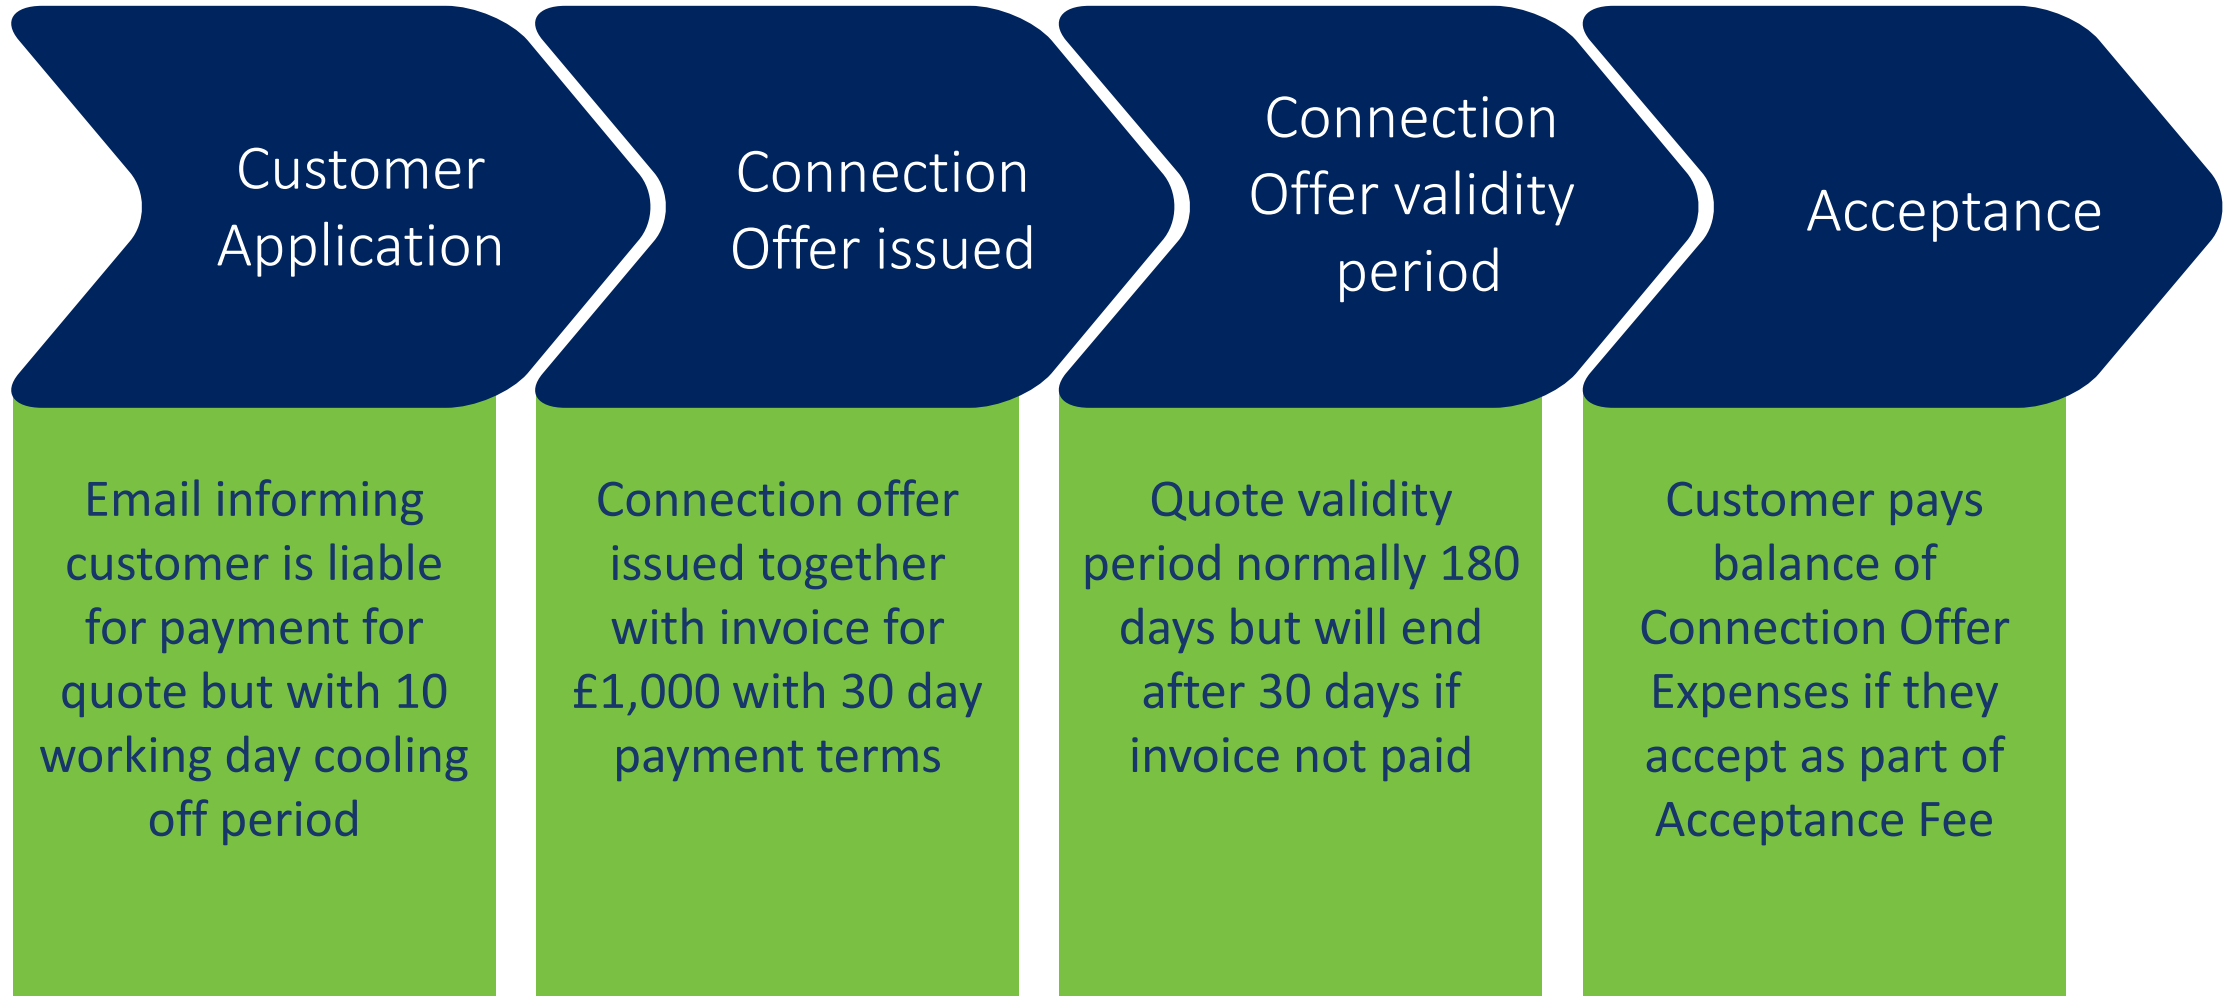 Customer
Application
Connection
Offer issued
Connection
Offer validity
period
Acceptance
Email informing
customer is liable
for payment for
quote but with 10
working day cooling
off period
Connection offer
issued together
with invoice for
£1,000 with 30 day
payment terms
Quote validity
period normally 180
days but will end
after 30 days if
invoice not paid
Customer pays
balance of
Connection Offer
Expenses if they
accept as part of
Acceptance Fee